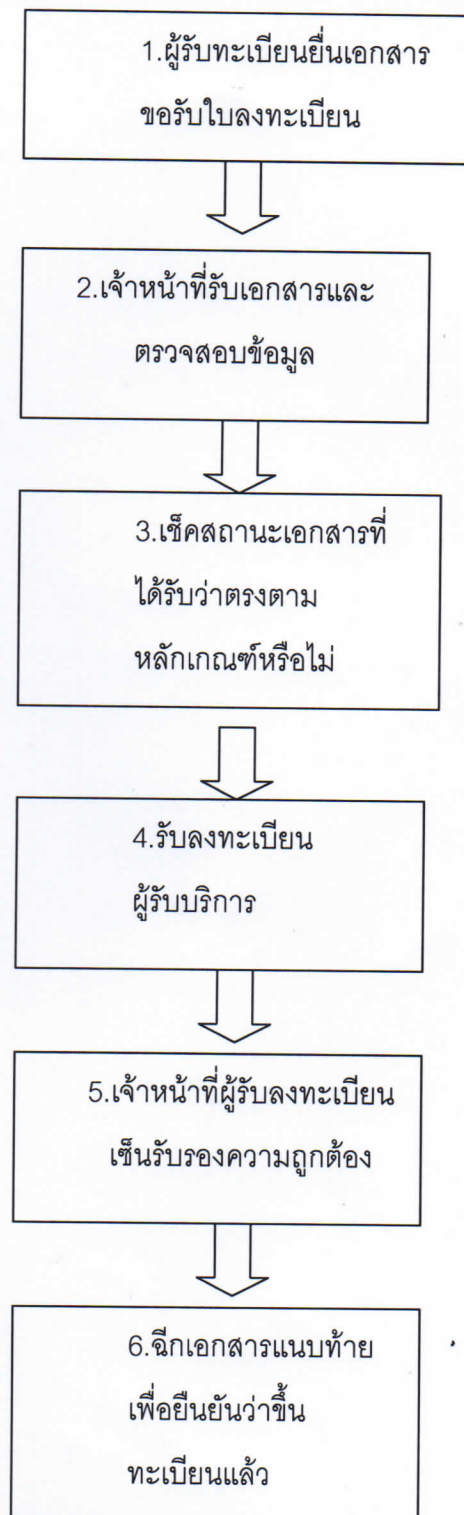 1.ผู้รับทะเบียนยื่นเอกสาร
ขอรับใบลงทะเบียน
2.เจ้าหน้าที่รับเอกสารและ
ตรวจสอบข้อมูล
3.เช็คสถานะเอกสารที่
ได้รับว่าตรงตาม
หลักเกณฑ์หรือไม่
4.รับลงทะเบียน
ผู้รับบริการ
5.เจ้าหน้าที่ผู้รับลงทะเบียน
เซ็นรับรองความถูกต้อง
6.ฉีกเอกสารแนบท้าย
เพื่อยืนยันว่าขึ้น
ทะเบียนแล้ว